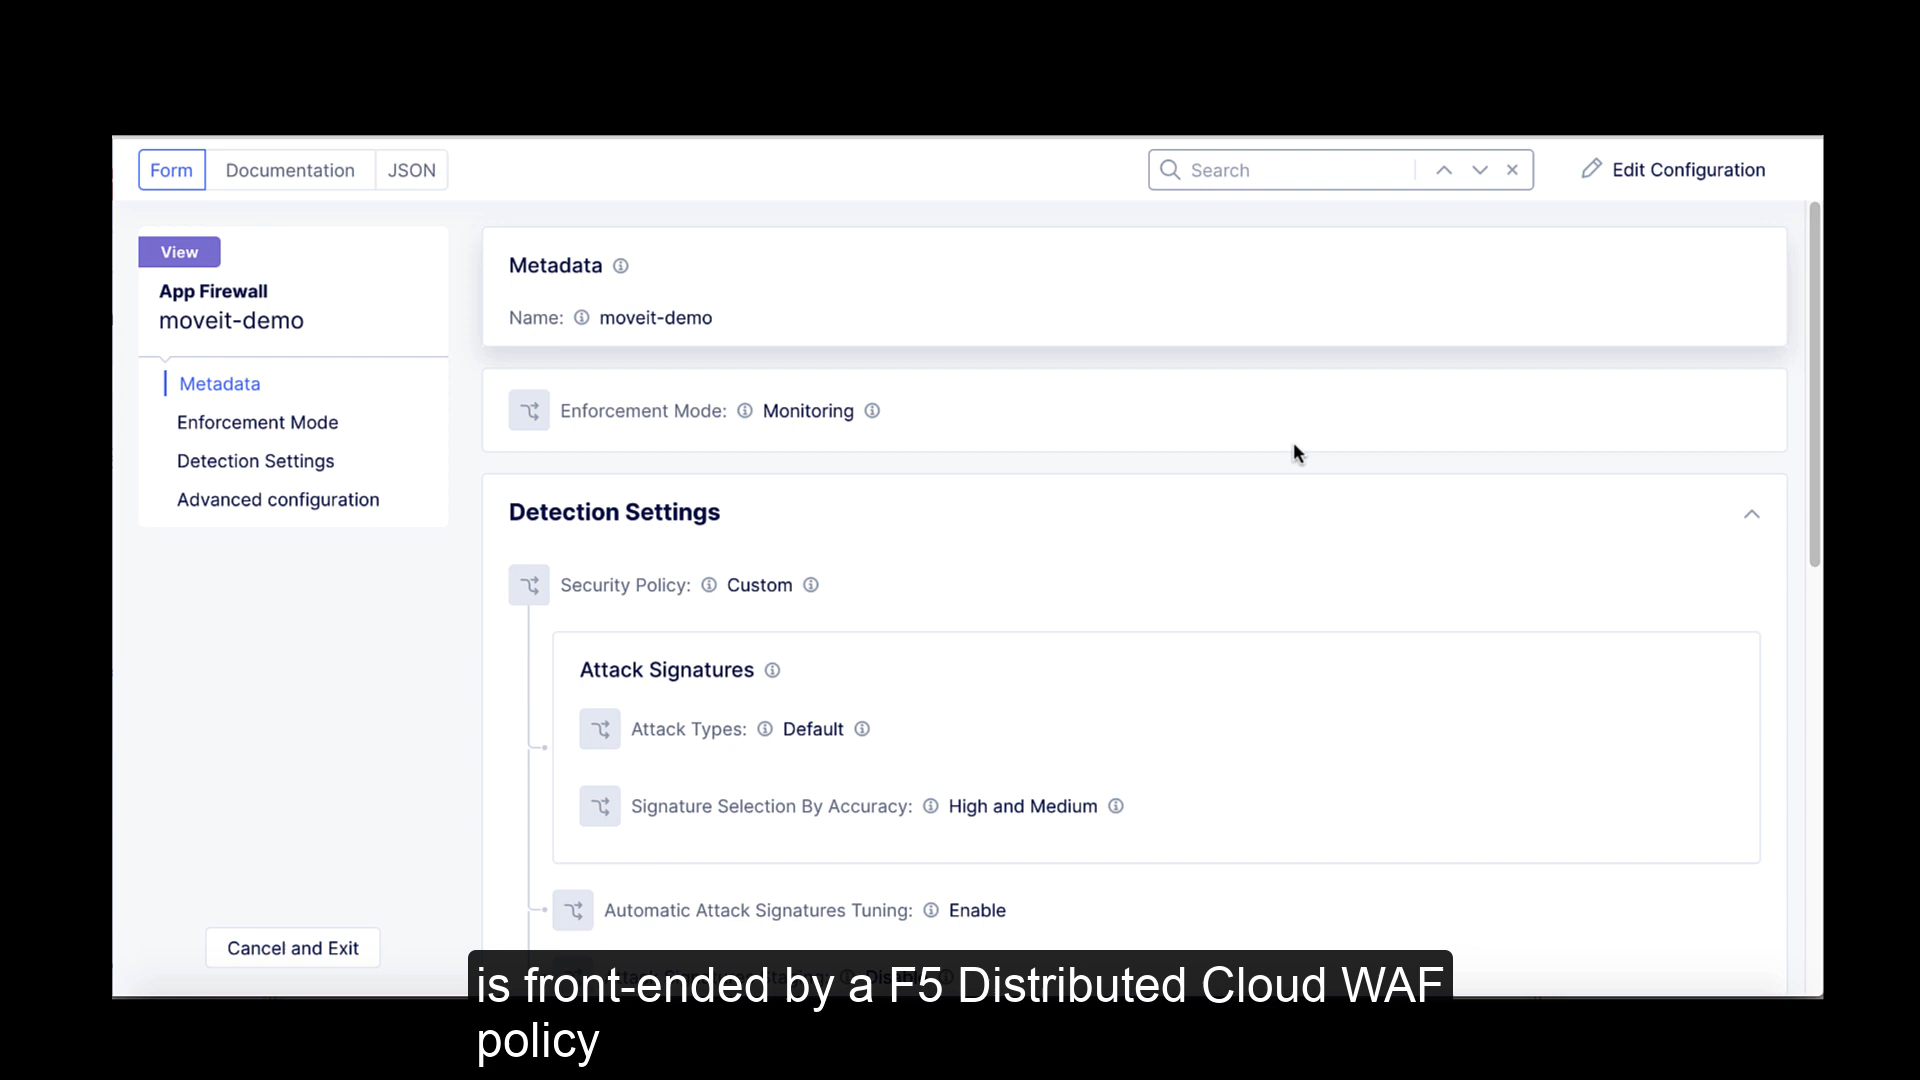 Form Documentation JSON Search Edit Configuration
View
App Firewall
moveit-demo
Metadata
Enforcement Mode
Detection Settings
Advanced configuration
Cancel and Exit
Metadata
Name: moveit-demo
Enforcement Mode: Monitoring
Detection Settings
Security Policy: Custom
Attack Signatures
Attack Types: Default
Signature Selection By Accuracy: High and Medium
Automatic Attack Signatures Tuning: Enable
is front-ended by a F5 Distributed Cloud WAF
policy